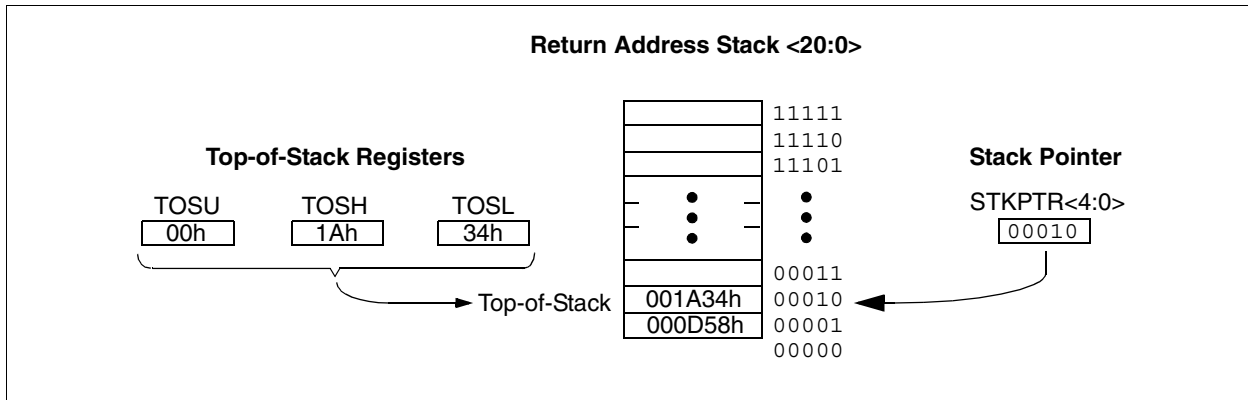 Return Address Stack <20:0>
11111
11110
Top-of-Stack Registers
11101
Stack Pointer
TOSU TOSH TOSL
STKPTR<4:0>
00h 1Ah 34h
00010
00011
Top-of-Stack 001A34h 00010
000D58h 00001
00000